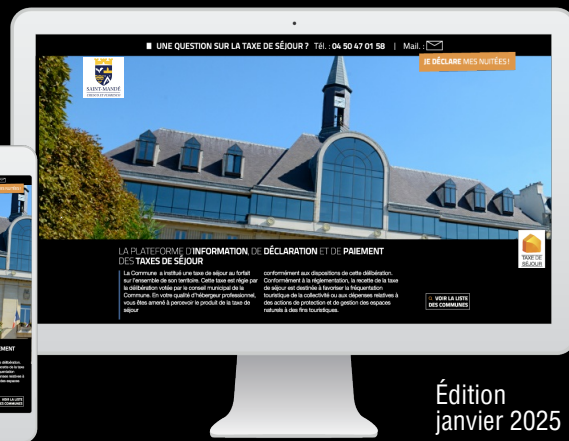 UNE QUESTION SUR LA TAXE DE SÉJOUR ? Tél. : 04 50 47 01 58 | Mail. :
JE DÉCLARE MES NUITÉES !
SAINT-MANDÉ
LA PLATEFORME D'INFORMATION, DE DÉCLARATION ET DE PAIEMENT
DES TAXES DE SÉJOUR
La Commune a institué une taxe de séjour au forfait
sur l'ensemble de son territoire. Cette taxe est régie par
la délibération votée par le conseil municipal de la
Commune. En votre qualité d'hébergeur professionnel,
vous êtes amené à percevoir le produit de la taxe de
séjour
conformément aux dispositions de cette délibération.
Conformément à la réglementation, la recette de la taxe
de séjour est destinée à favoriser la fréquentation
touristique de la collectivité ou aux dépenses relatives à
des actions de protection et de gestion des espaces
naturels à des fins touristiques.
TAXE DE
SÉJOUR
VOIR LA LISTE
DES COMMUNES
EMENT
VOIR LA LISTE
DES COMMUNES
Édition
janvier 2025